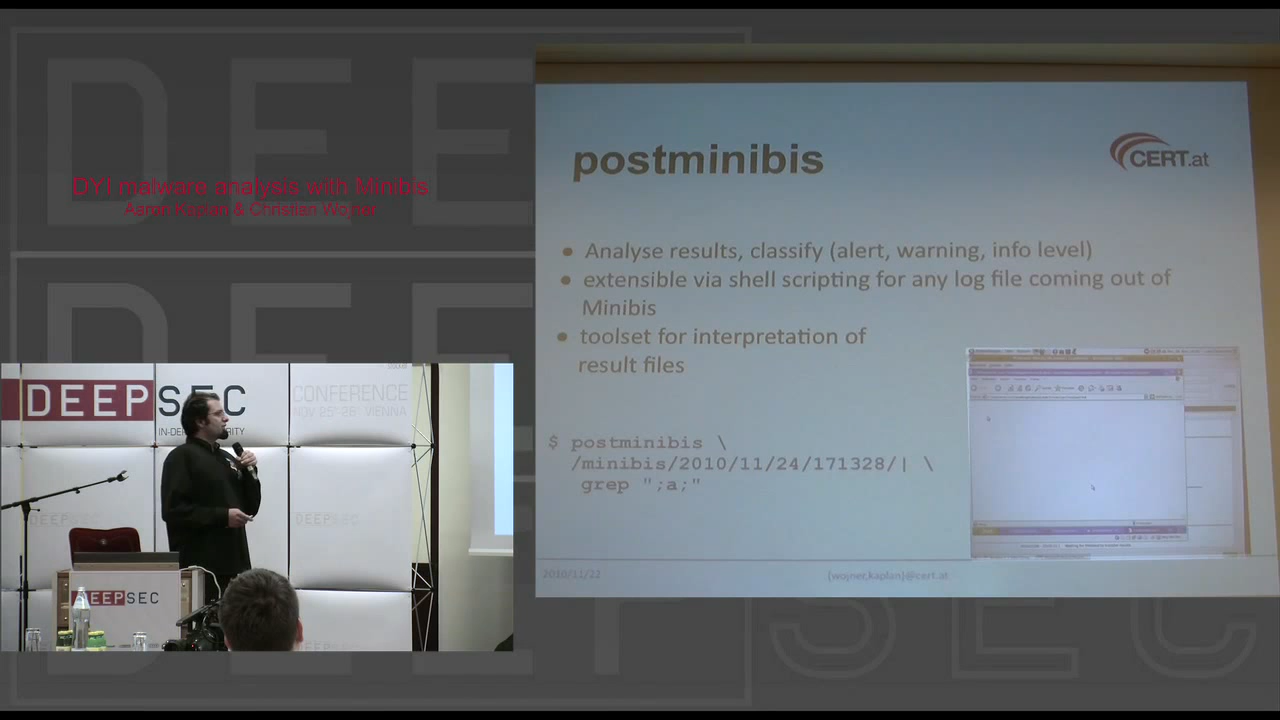 DYI malware analysis with Minibis
Aaron Kaplan & Christian Wojner
postminibis
CERT.at
• Analyse results, classify (alert, warning, info level)
• extensible via shell scripting for any log file coming out of
Minibis
• toolset for interpretation of
result files
$ postminibis \
/minibis/2010/11/24/171328/| \
grep ";a;"
2010/11/22
{wojner,kaplan}@cert.at
DEEPSEC
CONFERENCE
NOV 25-26 VIENNA
DEEPSEC
DEEPSEC
DEEPSEC